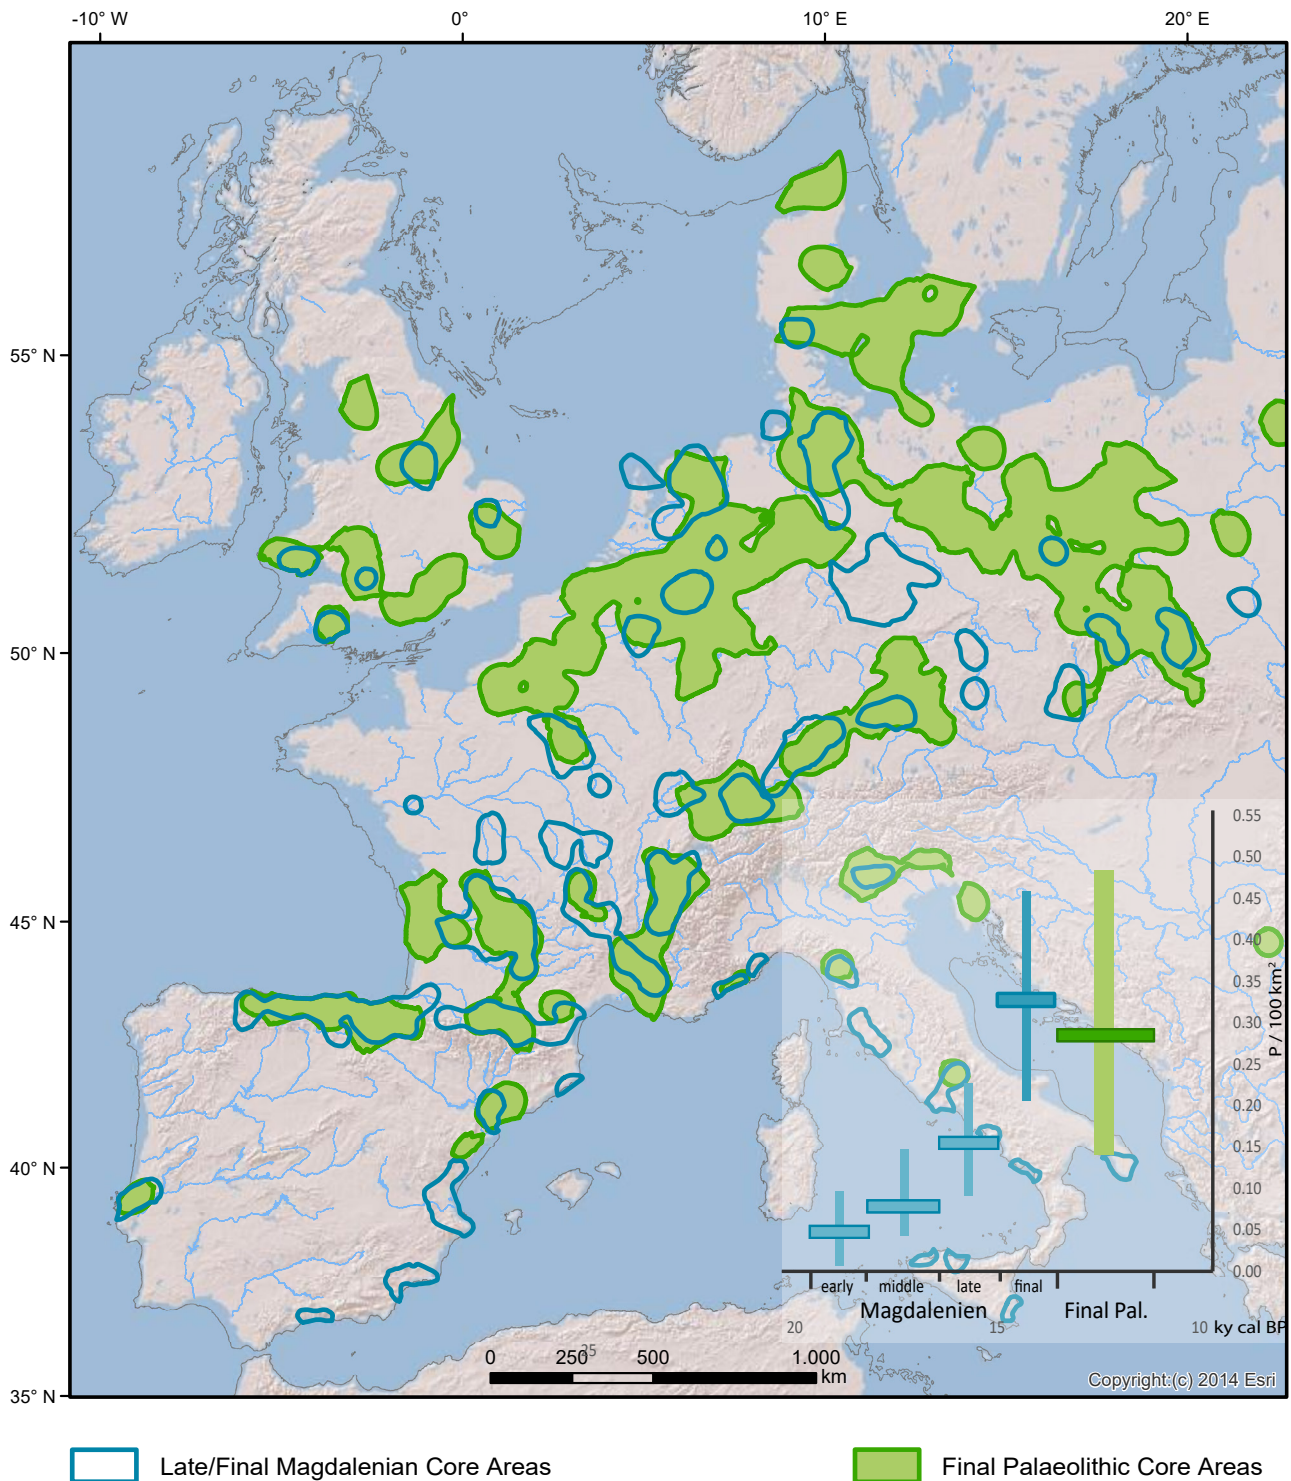 -10° W 0° 10° E 20° E
55° N
50° N
45° N
40° N
35° N
0.55
0.50
0.45
0.40
0.35
0.30
0.25
0.20
0.15
0.10
0.05
0.00
P / 100 km²
early middle late final
Magdalenien Final Pal.
20 15 10 ky cal BP
25
0 250 500 1.000
km
Copyright:(c) 2014 Esri
Late/Final Magdalenian Core Areas Final Palaeolithic Core Areas